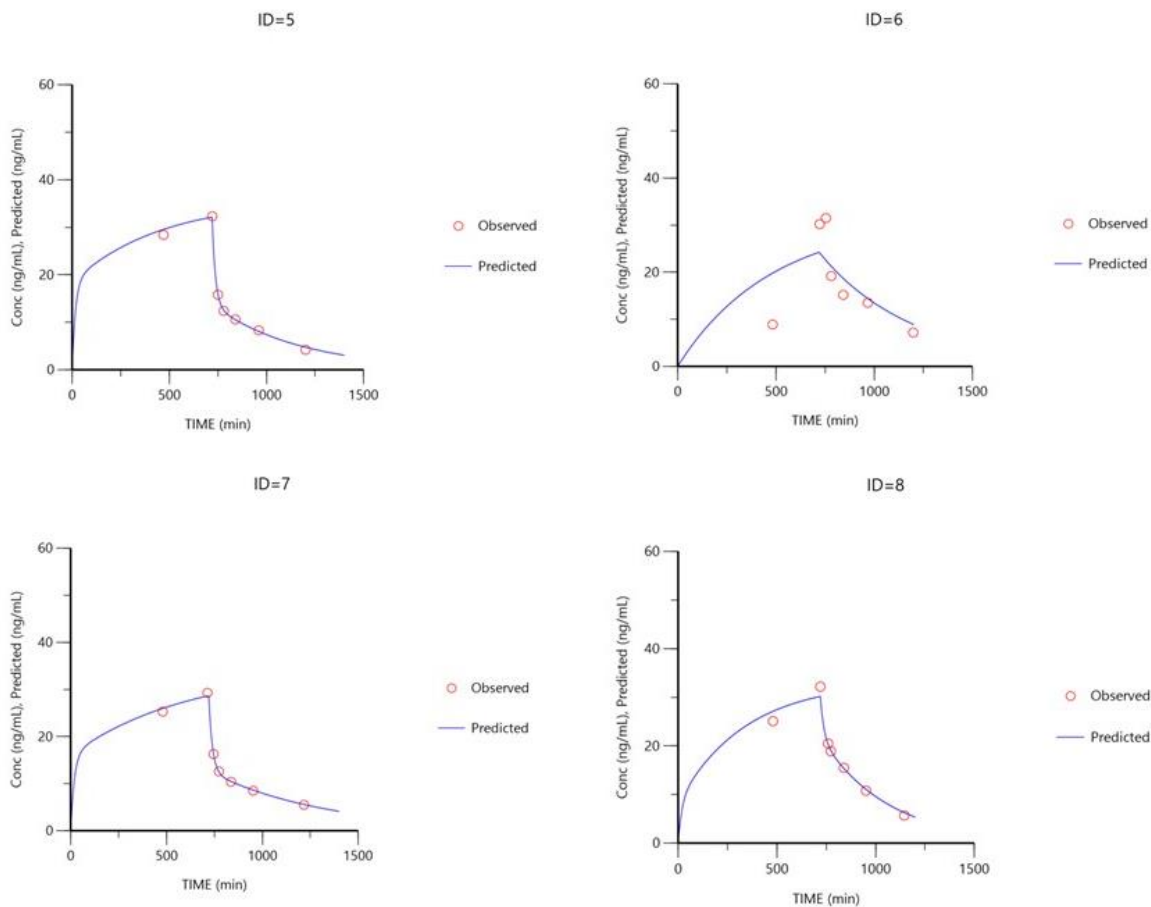 ID=5
60
40
20
0
Conc (ng/mL), Predicted (ng/mL)
0 500 1000 1500
TIME (min)
Observed
Predicted
ID=6
60
40
20
0
Conc (ng/mL), Predicted (ng/mL)
0 500 1000 1500
TIME (min)
Observed
Predicted
ID=7
60
40
20
0
Conc (ng/mL), Predicted (ng/mL)
0 500 1000 1500
TIME (min)
Observed
Predicted
ID=8
60
40
20
0
Conc (ng/mL), Predicted (ng/mL)
0 500 1000 1500
TIME (min)
Observed
Predicted